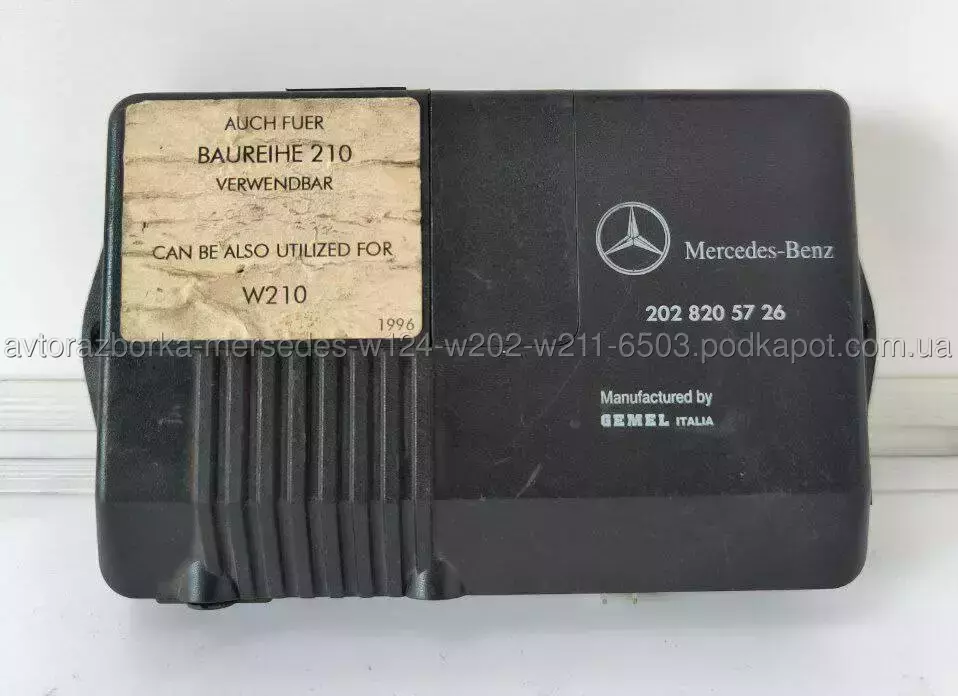 AUCH FUER
BAUREIHE 210
VERWENDBAR
CAN BE ALSO UTILIZED FOR
W210
1996
Mercedes-Benz
202 820 57 26
avtorazborka-mersedes-w124-w202-w211-6503.podkapot.com.ua
Manufactured by
GEMEL ITALIA